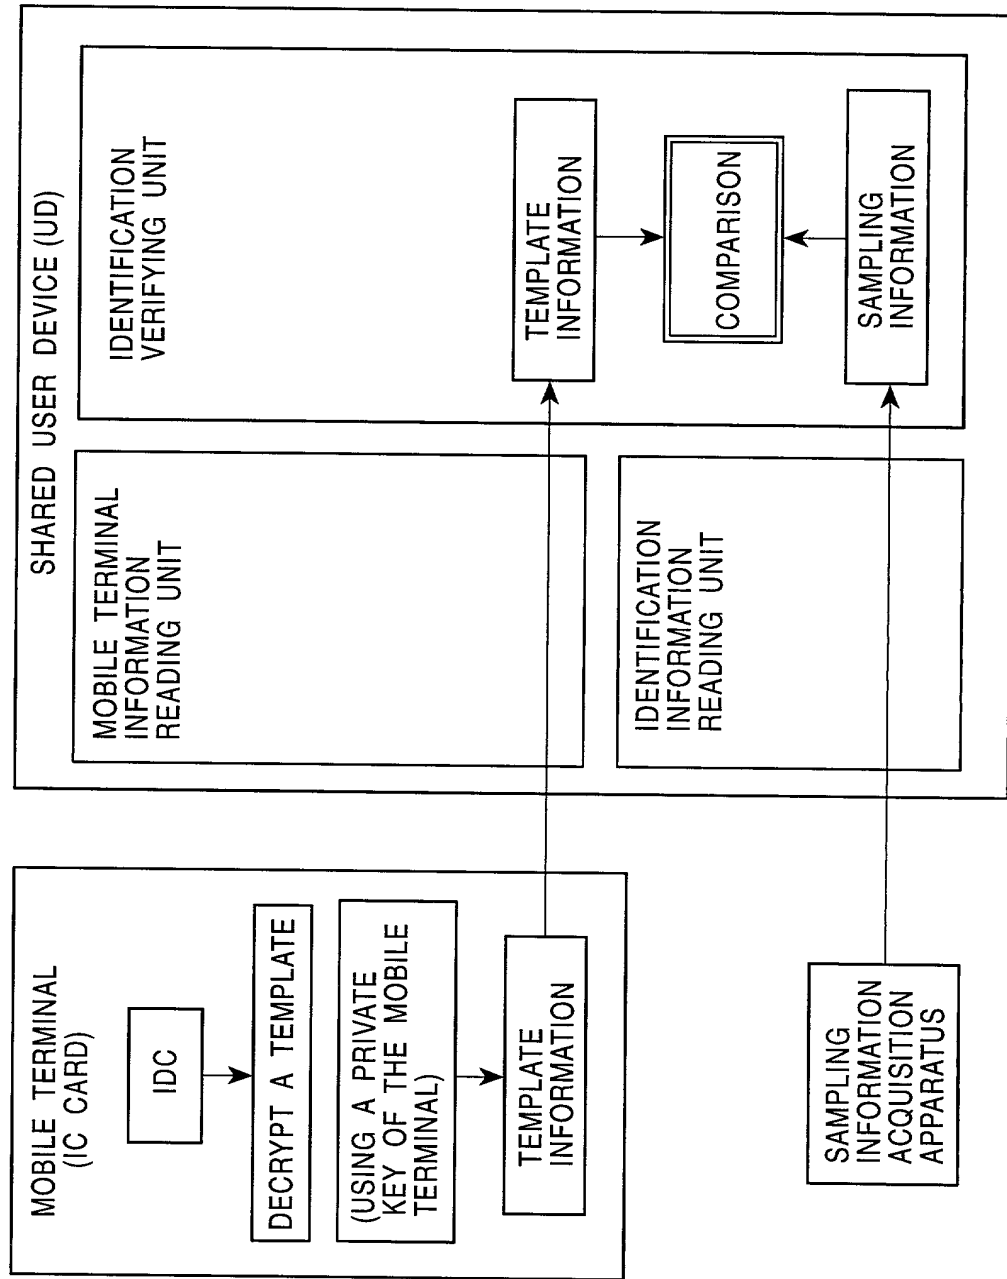 MOBILE TERMINAL
(IC CARD)
IDC
DECRYPT A TEMPLATE
(USING A PRIVATE
KEY OF THE MOBILE
TERMINAL)
TEMPLATE
INFORMATION
SAMPLING
INFORMATION
ACQUISITION
APPARATUS
SHARED USER DEVICE (UD)
MOBILE TERMINAL
INFORMATION
READING UNIT
IDENTIFICATION
INFORMATION
READING UNIT
IDENTIFICATION
VERIFYING UNIT
TEMPLATE
INFORMATION
COMPARISON
SAMPLING
INFORMATION